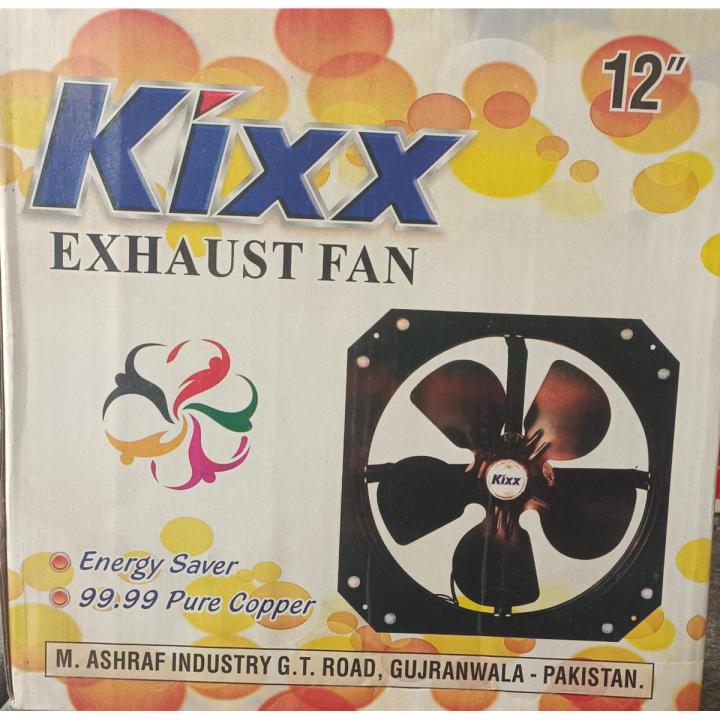 12"
Kixx
EXHAUST FAN
Kixx
Energy Saver
99.99 Pure Copper
M. ASHRAF INDUSTRY G.T. ROAD, GUJRANWALA - PAKISTAN.